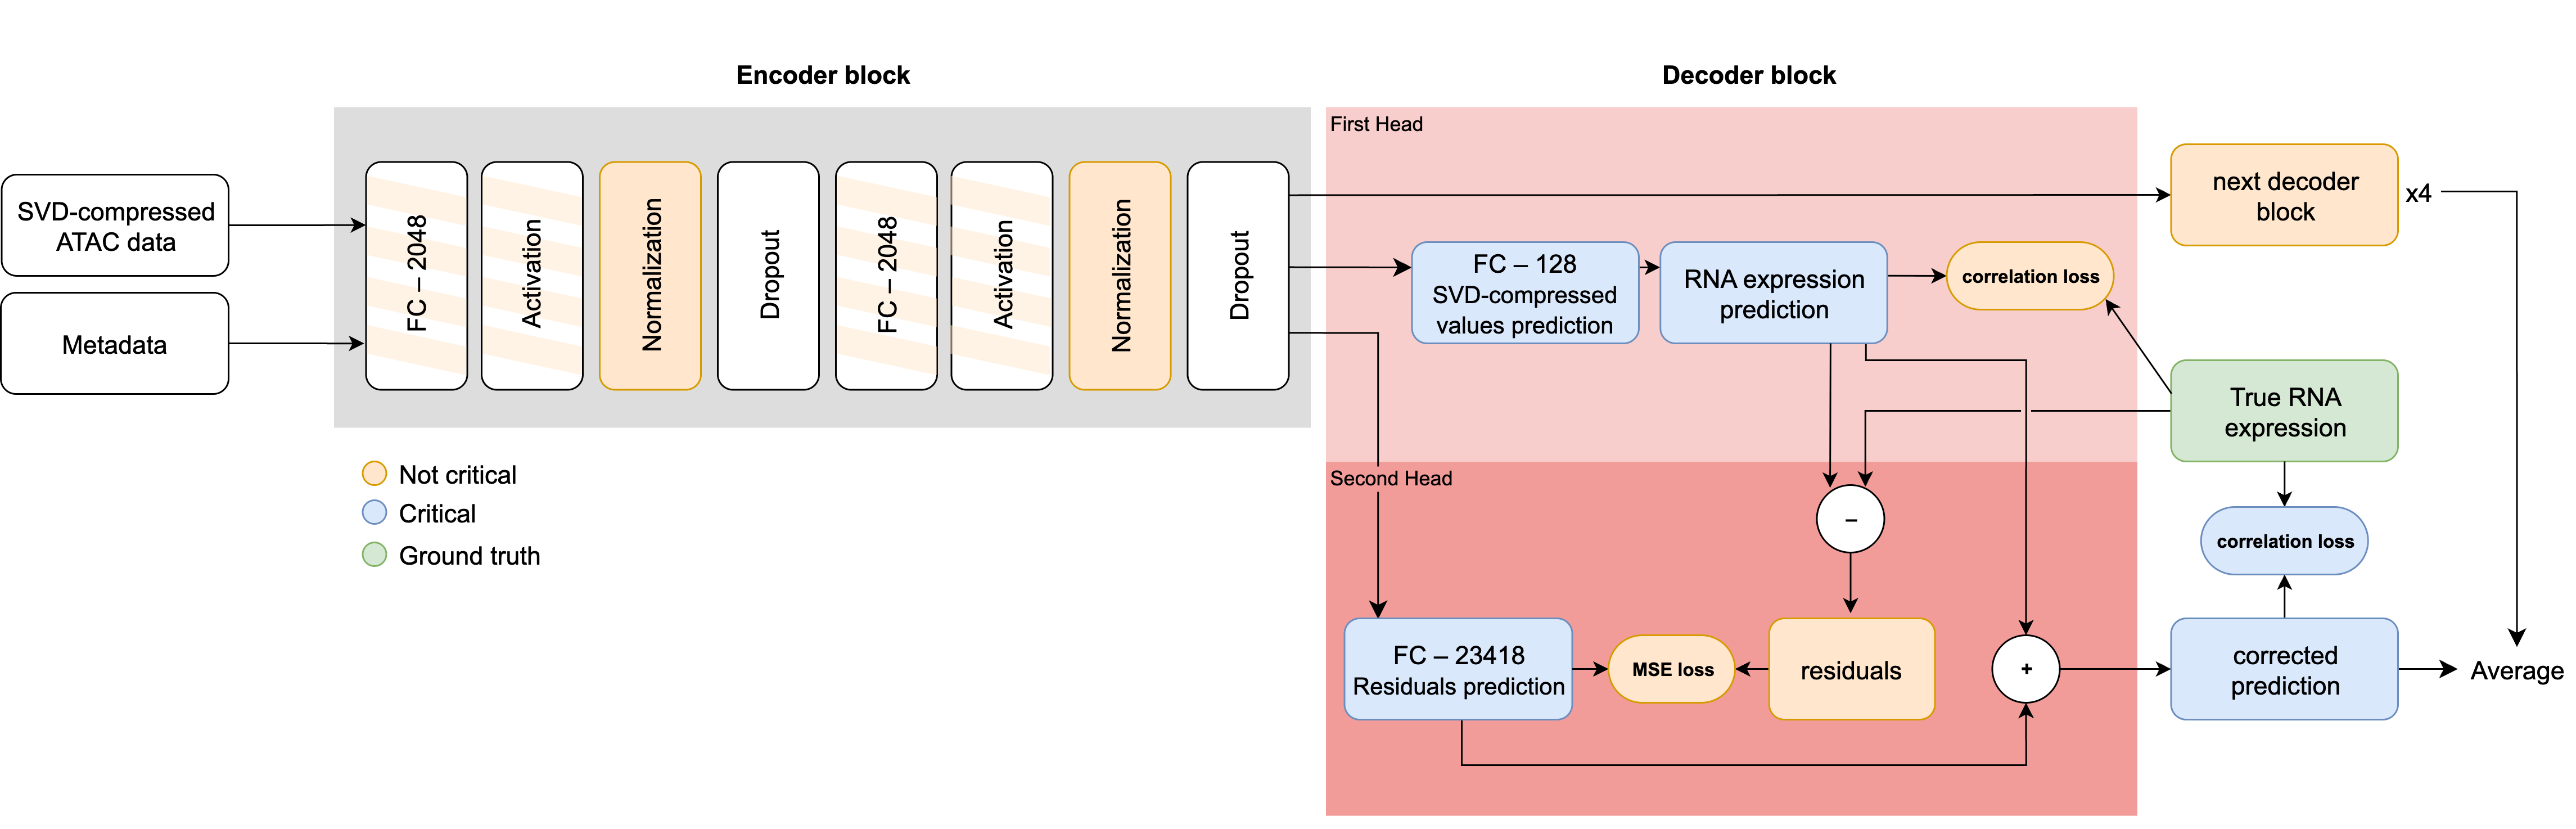 Encoder block
Decoder block
SVD-compressed
ATAC data
Metadata
FC – 2048
Activation
Normalization
Dropout
FC – 2048
Activation
Normalization
Dropout
Not critical
Critical
Ground truth
First Head
FC – 128
SVD-compressed
values prediction
RNA expression
prediction
correlation loss
next decoder
block
x4
True RNA
expression
correlation loss
Second Head
–
FC – 23418
Residuals prediction
MSE loss
residuals
+
corrected
prediction
Average